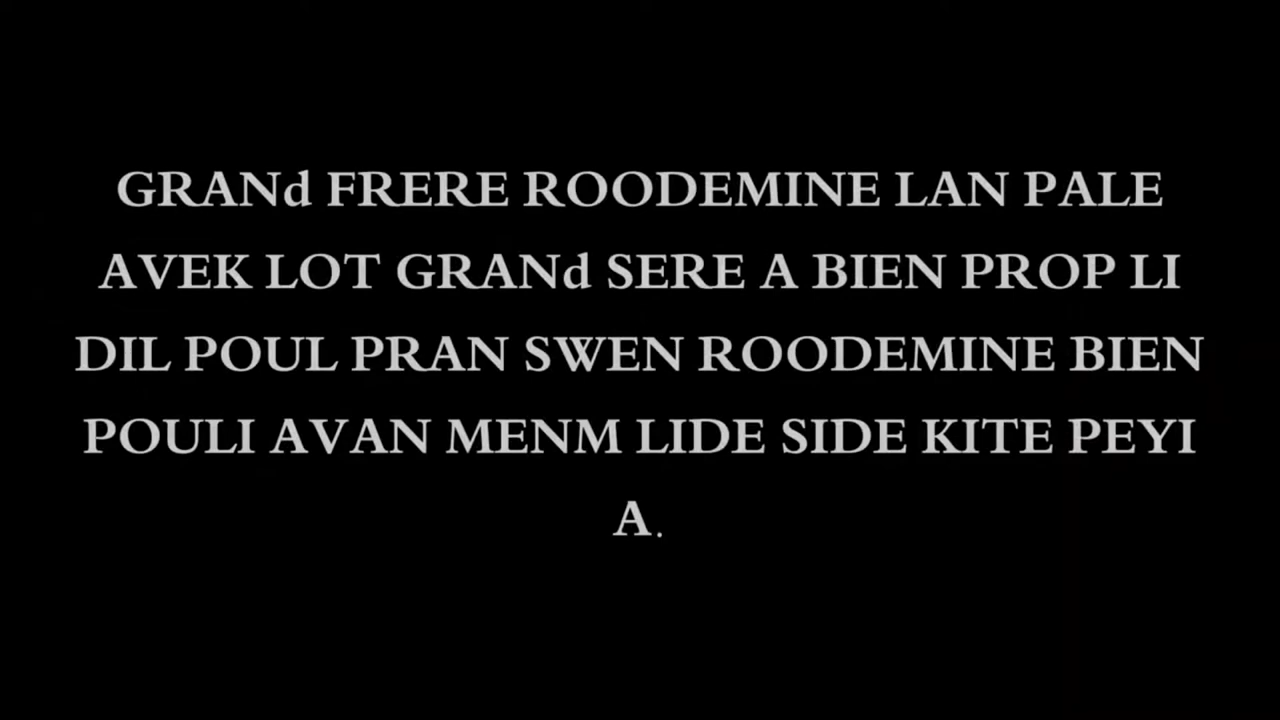 GRANd FRERE ROODEMINE LAN PALE
AVEK LOT GRANd SERE A BIEN PROP LI
DIL POUL PRAN SWEN ROODEMINE BIEN
POULI AVAN MENM LIDE SIDE KITE PEYI
A.